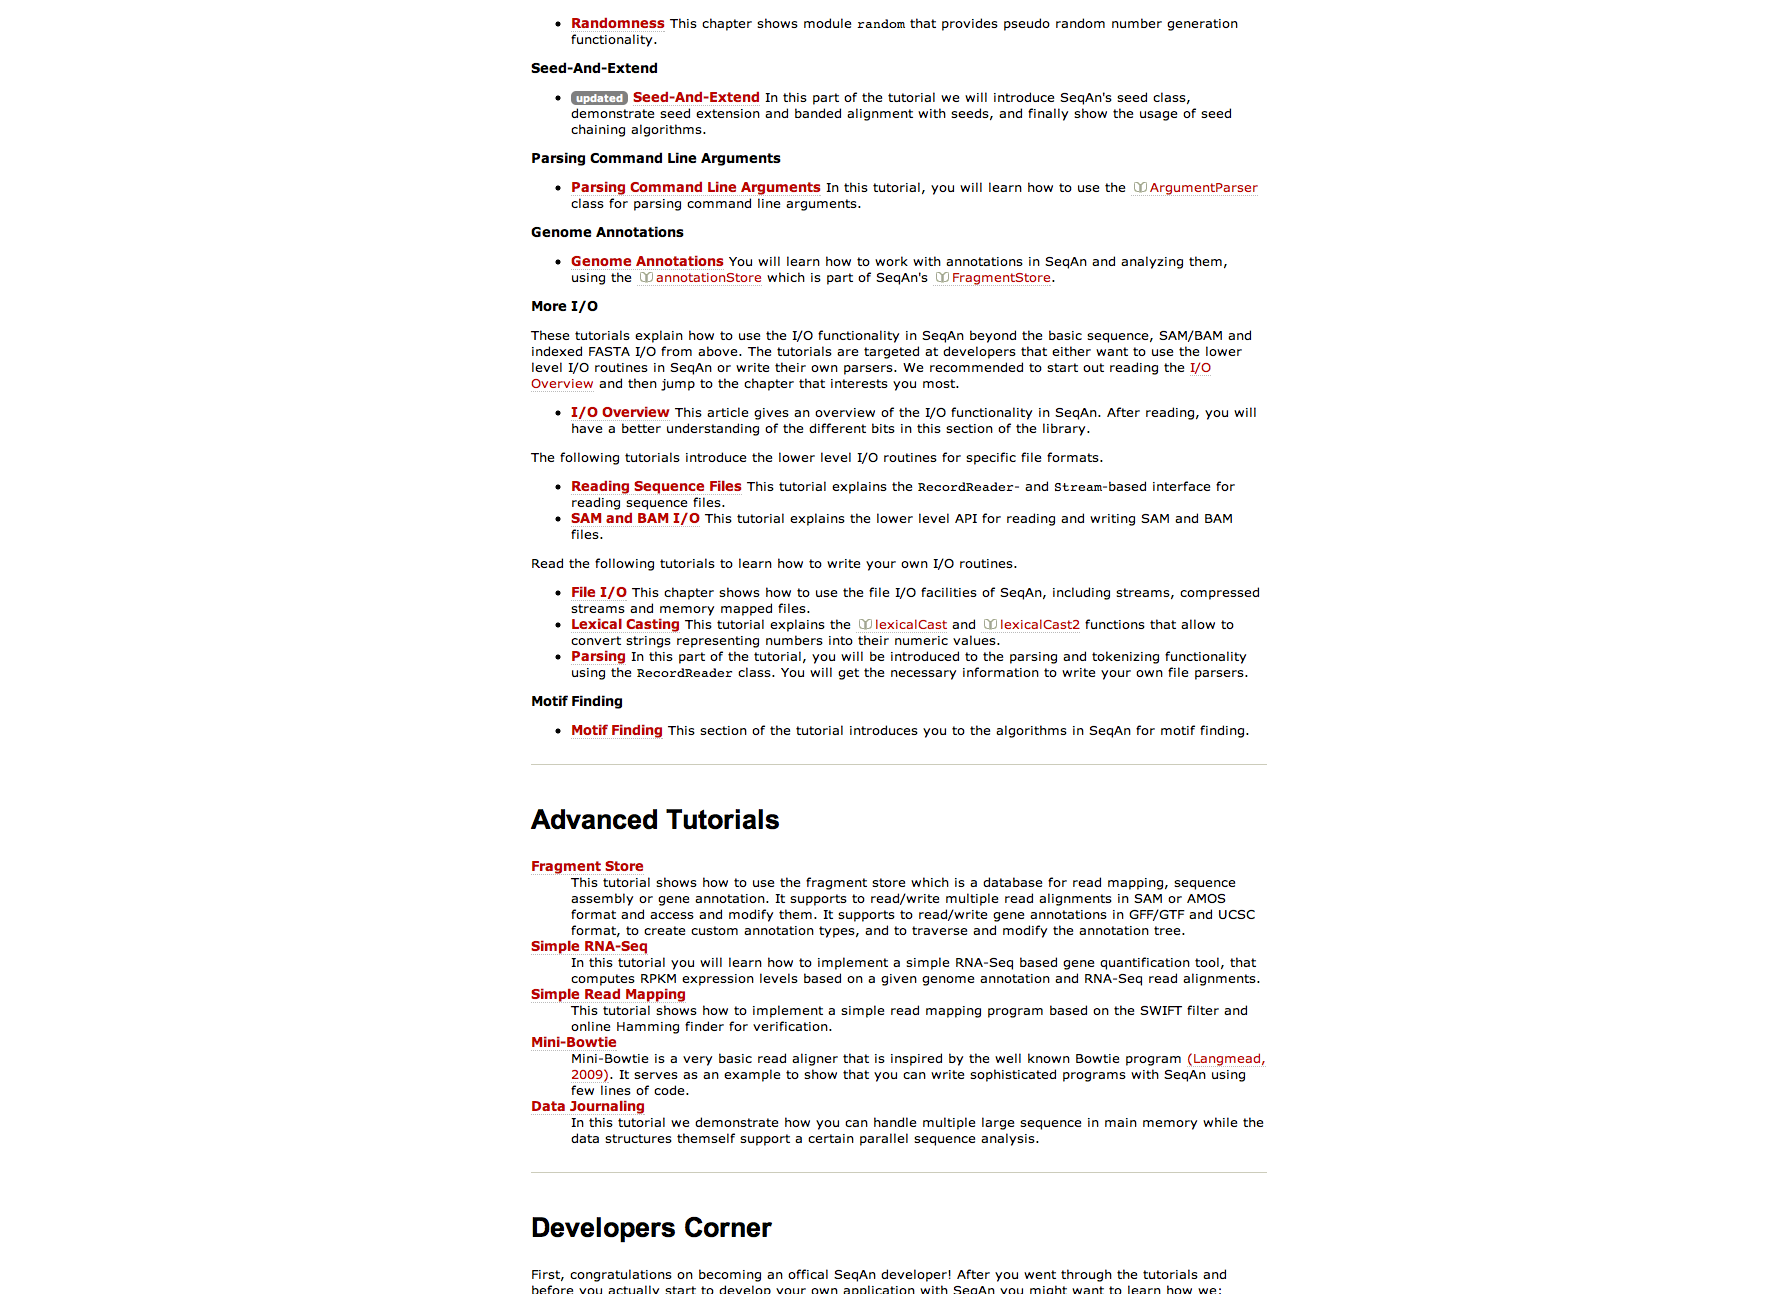 Randomness This chapter shows module random that provides pseudo random number generation
functionality.
Seed-And-Extend
updated Seed-And-Extend In this part of the tutorial we will introduce SeqAn's seed class,
demonstrate seed extension and banded alignment with seeds, and finally show the usage of seed
chaining algorithms.
Parsing Command Line Arguments
Parsing Command Line Arguments In this tutorial, you will learn how to use the ArgumentParser
class for parsing command line arguments.
Genome Annotations
Genome Annotations You will learn how to work with annotations in SeqAn and analyzing them,
using the annotationStore which is part of SeqAn's FragmentStore.
More I/O
These tutorials explain how to use the I/O functionality in SeqAn beyond the basic sequence, SAM/BAM and
indexed FASTA I/O from above. The tutorials are targeted at developers that either want to use the lower
level I/O routines in SeqAn or write their own parsers. We recommended to start out reading the I/O
Overview and then jump to the chapter that interests you most.
I/O Overview This article gives an overview of the I/O functionality in SeqAn. After reading, you will
have a better understanding of the different bits in this section of the library.
The following tutorials introduce the lower level I/O routines for specific file formats.
Reading Sequence Files This tutorial explains the RecordReader- and Stream-based interface for
reading sequence files.
SAM and BAM I/O This tutorial explains the lower level API for reading and writing SAM and BAM
files.
Read the following tutorials to learn how to write your own I/O routines.
File I/O This chapter shows how to use the file I/O facilities of SeqAn, including streams, compressed
streams and memory mapped files.
Lexical Casting This tutorial explains the lexicalCast and lexicalCast2 functions that allow to
convert strings representing numbers into their numeric values.
Parsing In this part of the tutorial, you will be introduced to the parsing and tokenizing functionality
using the RecordReader class. You will get the necessary information to write your own file parsers.
Motif Finding
Motif Finding This section of the tutorial introduces you to the algorithms in SeqAn for motif finding.
Advanced Tutorials
Fragment Store
This tutorial shows how to use the fragment store which is a database for read mapping, sequence
assembly or gene annotation. It supports to read/write multiple read alignments in SAM or AMOS
format and access and modify them. It supports to read/write gene annotations in GFF/GTF and UCSC
format, to create custom annotation types, and to traverse and modify the annotation tree.
Simple RNA-Seq
In this tutorial you will learn how to implement a simple RNA-Seq based gene quantification tool, that
computes RPKM expression levels based on a given genome annotation and RNA-Seq read alignments.
Simple Read Mapping
This tutorial shows how to implement a simple read mapping program based on the SWIFT filter and
online Hamming finder for verification.
Mini-Bowtie
Mini-Bowtie is a very basic read aligner that is inspired by the well known Bowtie program (Langmead,
2009). It serves as an example to show that you can write sophisticated programs with SeqAn using
few lines of code.
Data Journaling
In this tutorial we demonstrate how you can handle multiple large sequence in main memory while the
data structures themself support a certain parallel sequence analysis.
Developers Corner
First, congratulations on becoming an offical SeqAn developer! After you went through the tutorials and
before you actually start to develop your own application with SeqAn you might want to learn how we: